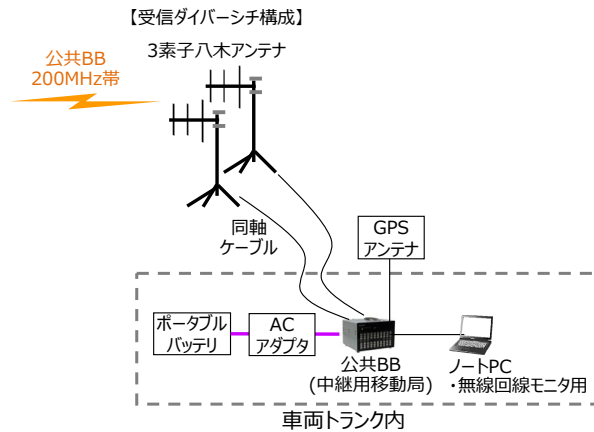 【受信ダイバーシチ構成】
3素子八木アンテナ
公共BB
200MHz帯
同軸
ケーブル
GPS
アンテナ
ポータブル
バッテリ
AC
アダプタ
公共BB
(中継用移動局)
ノートPC
・無線回線モニタ用
車両トランク内